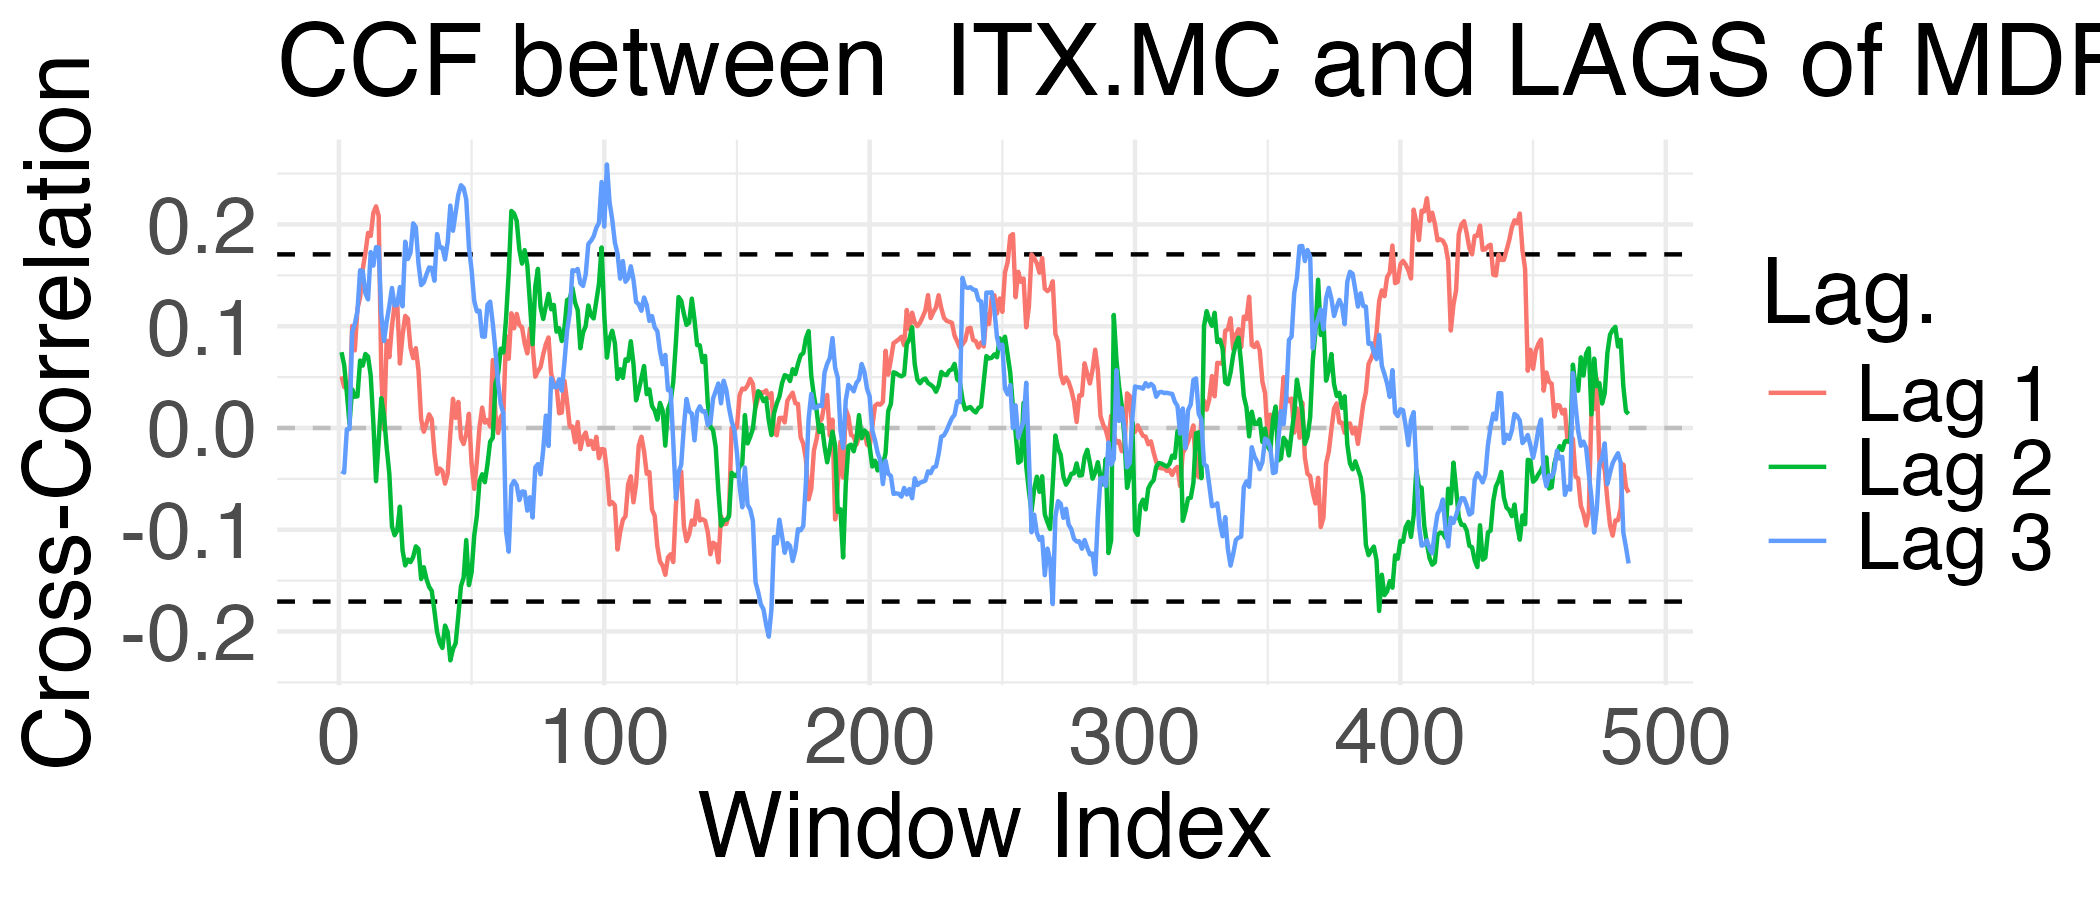 CCF between  ITX.MC and LAGS of MDF
Cross-Correlation
0.2
0.1
0.0
-0.1
-0.2
0 100 200 300 400 500
Window Index
Lag.
Lag 1
Lag 2
Lag 3